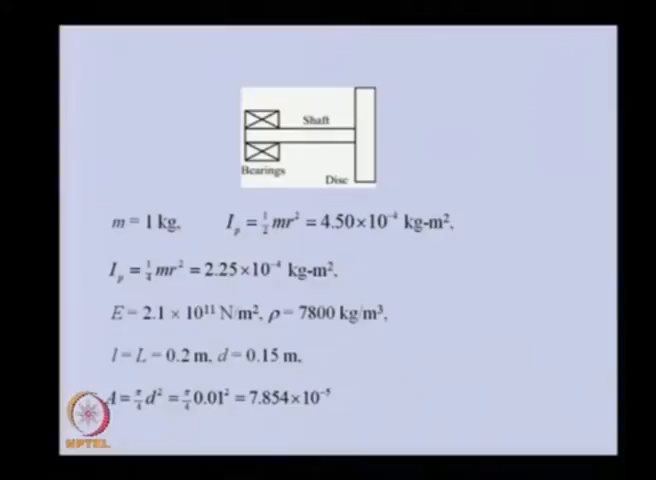 Shaft
Bearings
Disc
m = 1 kg, I_p = ½mr² = 4.50×10⁻⁴ kg-m²,
I_p = ¼mr² = 2.25×10⁻⁴ kg-m²,
E = 2.1 × 10¹¹ N/m², ρ = 7800 kg/m³,
l = L = 0.2 m, d = 0.15 m,
A = π/4 d² = π/4 0.01² = 7.854×10⁻⁵
NPTEL